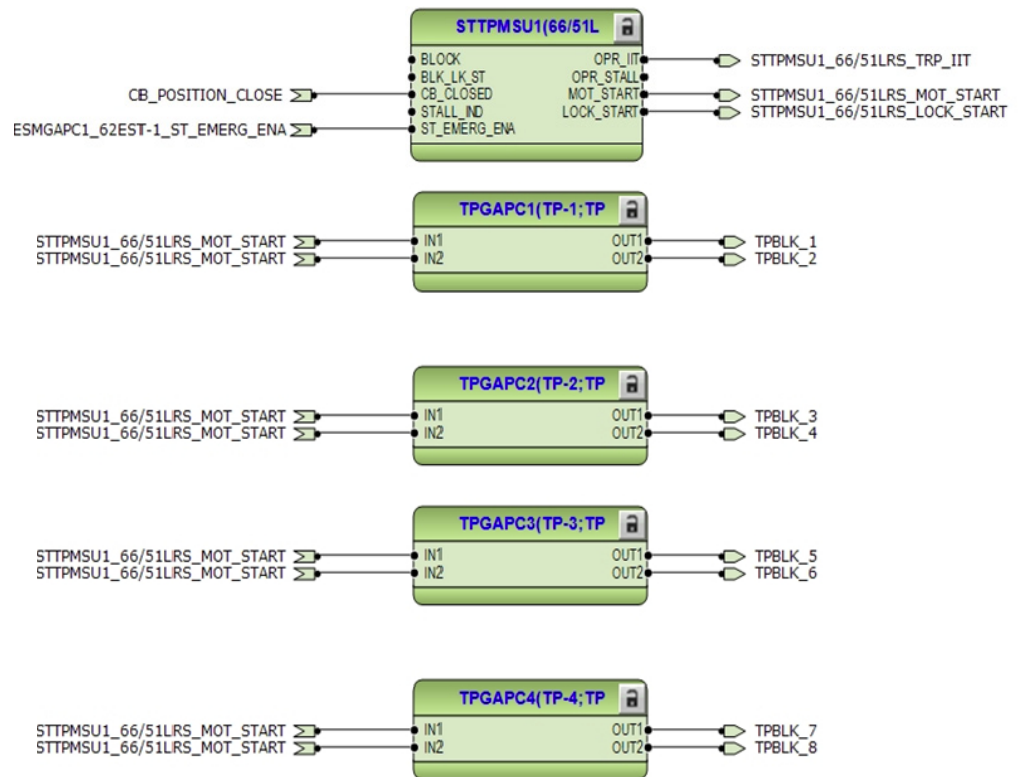 STTPMSU1(66/51L
BLOCK OPR_IIT STTPMSU1_66/51LRS_TRP_IIT
BLK_LK_ST OPR_STALL
CB_POSITION_CLOSE CB_CLOSED MOT_START STTPMSU1_66/51LRS_MOT_START
STALL_IND LOCK_START STTPMSU1_66/51LRS_LOCK_START
ESMGAPC1_62EST-1_ST_EMERG_ENA ST_EMERG_ENA
TPGAPC1(TP-1;TP
STTPMSU1_66/51LRS_MOT_START IN1 OUT1 TPBLK_1
STTPMSU1_66/51LRS_MOT_START IN2 OUT2 TPBLK_2
TPGAPC2(TP-2;TP
STTPMSU1_66/51LRS_MOT_START IN1 OUT1 TPBLK_3
STTPMSU1_66/51LRS_MOT_START IN2 OUT2 TPBLK_4
TPGAPC3(TP-3;TP
STTPMSU1_66/51LRS_MOT_START IN1 OUT1 TPBLK_5
STTPMSU1_66/51LRS_MOT_START IN2 OUT2 TPBLK_6
TPGAPC4(TP-4;TP
STTPMSU1_66/51LRS_MOT_START IN1 OUT1 TPBLK_7
STTPMSU1_66/51LRS_MOT_START IN2 OUT2 TPBLK_8